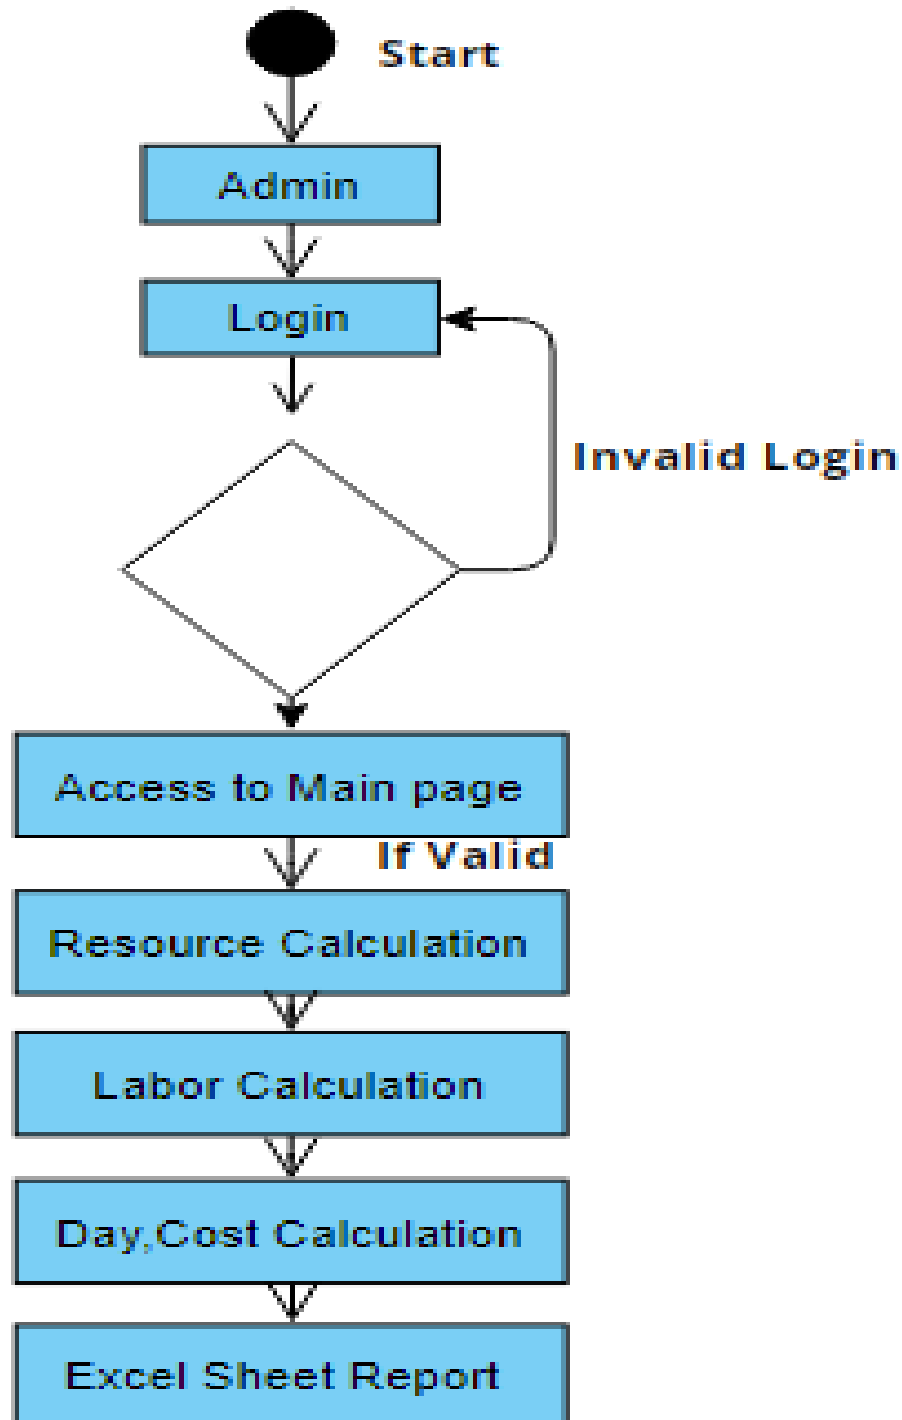 Start
Admin
Login
Invalid Login
Access to Main page
If Valid
Resource Calculation
Labor Calculation
Day,Cost Calculation
Excel Sheet Report